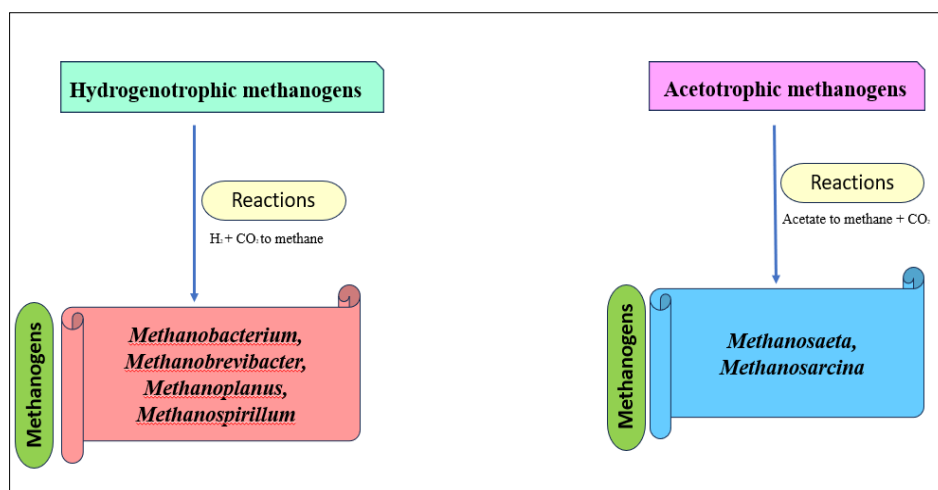 Hydrogenotrophic methanogens
Reactions
H₂ + CO₂ to methane
Methanogens
Methanobacterium,
Methanobrevibacter,
Methanoplanus,
Methanospirillum
Acetotrophic methanogens
Reactions
Acetate to methane + CO₂
Methanogens
Methanosaeta,
Methanosarcina